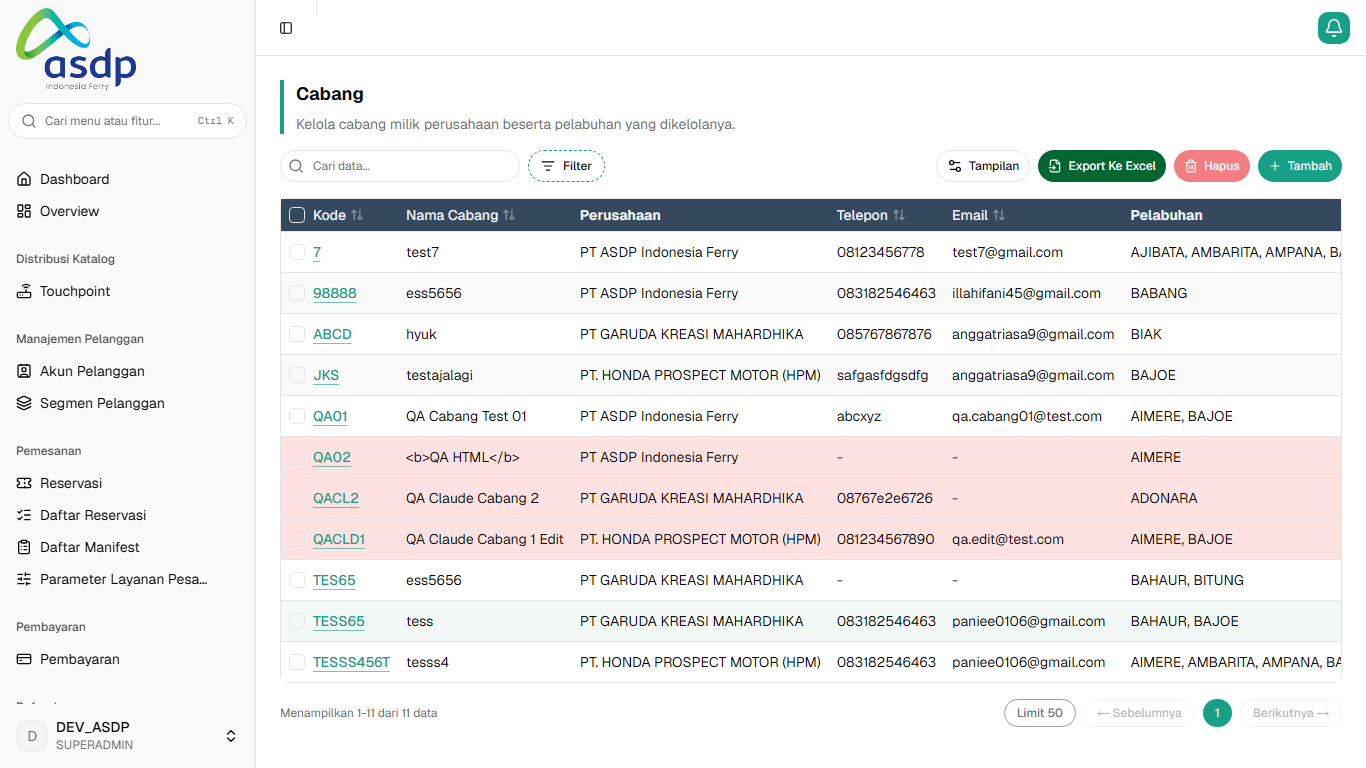 asdp
Indonesia Ferry
Cari menu atau fitur... Ctrl K
Dashboard
Overview
Distribusi Katalog
Touchpoint
Manajemen Pelanggan
Akun Pelanggan
Segmen Pelanggan
Pemesanan
Reservasi
Daftar Reservasi
Daftar Manifest
Parameter Layanan Pesa...
Pembayaran
Pembayaran
D
DEV_ASDP
SUPERADMIN
Cabang
Kelola cabang milik perusahaan beserta pelabuhan yang dikelolanya.
Cari data... Filter Tampilan Export Ke Excel Hapus Tambah
Kode Nama Cabang Perusahaan Telepon Email Pelabuhan
7 test7 PT ASDP Indonesia Ferry 08123456778 test7@gmail.com AJIBATA, AMBARITA, AMPANA, BA
98888 ess5656 PT ASDP Indonesia Ferry 083182546463 illahifani45@gmail.com BABANG
ABCD hyuk PT GARUDA KREASI MAHARDHIKA 085767867876 anggatriasa9@gmail.com BIAK
JKS testajalagi PT. HONDA PROSPECT MOTOR (HPM) safgasfdgsdfg anggatriasa9@gmail.com BAJOE
QA01 QA Cabang Test 01 PT ASDP Indonesia Ferry abcxyz qa.cabang01@test.com AIMERE, BAJOE
QA02 <b>QA HTML</b> PT ASDP Indonesia Ferry - - AIMERE
QACL2 QA Claude Cabang 2 PT GARUDA KREASI MAHARDHIKA 08767e2e6726 - ADONARA
QACLD1 QA Claude Cabang 1 Edit PT. HONDA PROSPECT MOTOR (HPM) 081234567890 qa.edit@test.com AIMERE, BAJOE
TES65 ess5656 PT GARUDA KREASI MAHARDHIKA - - BAHAUR, BITUNG
TESS65 tess PT GARUDA KREASI MAHARDHIKA 083182546463 paniee0106@gmail.com BAHAUR, BAJOE
TESSS456T tesss4 PT. HONDA PROSPECT MOTOR (HPM) 083182546463 paniee0106@gmail.com AIMERE, AMBARITA, AMPANA, BA
Menampilkan 1-11 dari 11 data Limit 50 ← Sebelumnya 1 Berikutnya →